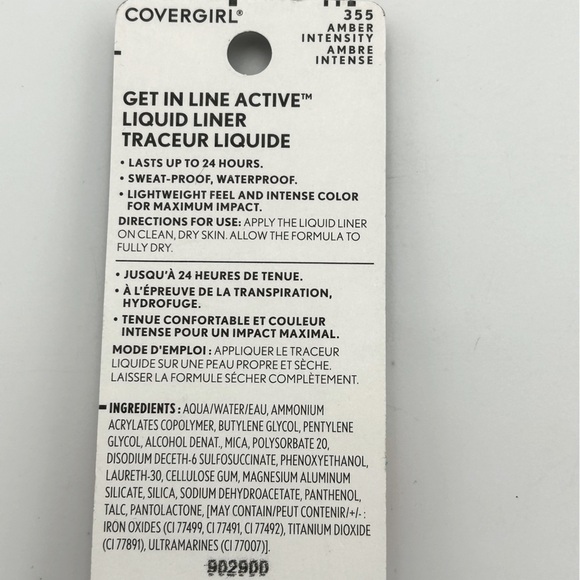 COVERGIRL®
355
AMBER
INTENSITY
AMBRE
INTENSE
GET IN LINE ACTIVE™
LIQUID LINER
TRACEUR LIQUIDE
• LASTS UP TO 24 HOURS.
• SWEAT-PROOF, WATERPROOF.
• LIGHTWEIGHT FEEL AND INTENSE COLOR
FOR MAXIMUM IMPACT.
DIRECTIONS FOR USE: APPLY THE LIQUID LINER
ON CLEAN, DRY SKIN. ALLOW THE FORMULA TO
FULLY DRY.
• JUSQU'À 24 HEURES DE TENUE.
• À L'ÉPREUVE DE LA TRANSPIRATION,
HYDROFUGE.
• TENUE CONFORTABLE ET COULEUR
INTENSE POUR UN IMPACT MAXIMAL.
MODE D'EMPLOI : APPLIQUER LE TRACEUR
LIQUIDE SUR UNE PEAU PROPRE ET SÈCHE.
LAISSER LA FORMULE SÉCHER COMPLÈTEMENT.
INGREDIENTS : AQUA/WATER/EAU, AMMONIUM
ACRYLATES COPOLYMER, BUTYLENE GLYCOL, PENTYLENE
GLYCOL, ALCOHOL DENAT., MICA, POLYSORBATE 20,
DISODIUM DECETH-6 SULFOSUCCINATE, PHENOXYETHANOL,
LAURETH-30, CELLULOSE GUM, MAGNESIUM ALUMINUM
SILICATE, SILICA, SODIUM DEHYDROACETATE, PANTHENOL,
TALC, PANTOLACTONE, [MAY CONTAIN/PEUT CONTENIR/+/- :
IRON OXIDES (CI 77499, CI 77491, CI 77492), TITANIUM DIOXIDE
(CI 77891), ULTRAMARINES (CI 77007)].
902900